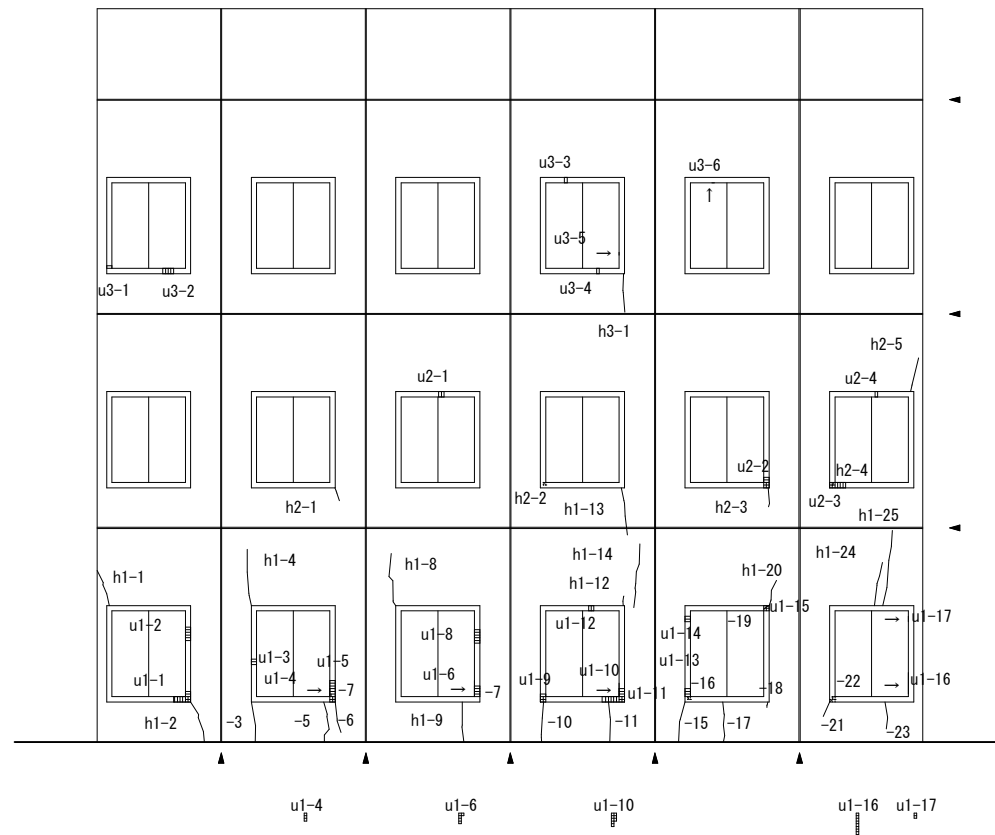 u3-3
u3-6
↑
u3-5
→
u3-1
u3-2
u3-4
h3-1
h2-5
u2-1
u2-4
u2-2
h2-4
h2-1
h2-2
h1-13
h2-3
u2-3
h1-25
h1-4
h1-8
h1-14
h1-24
h1-1
h1-12
h1-20
u1-15
u1-2
u1-8
u1-12
u1-14
-19
→
u1-17
u1-3
u1-5
u1-13
u1-1
u1-4
→
-7
u1-6
→
-7
u1-9
u1-10
→
u1-11
-16
-18
-22
→
u1-16
h1-2
-3
-5
-6
h1-9
-10
-11
-15
-17
-21
-23
u1-4
u1-6
u1-10
u1-16
u1-17